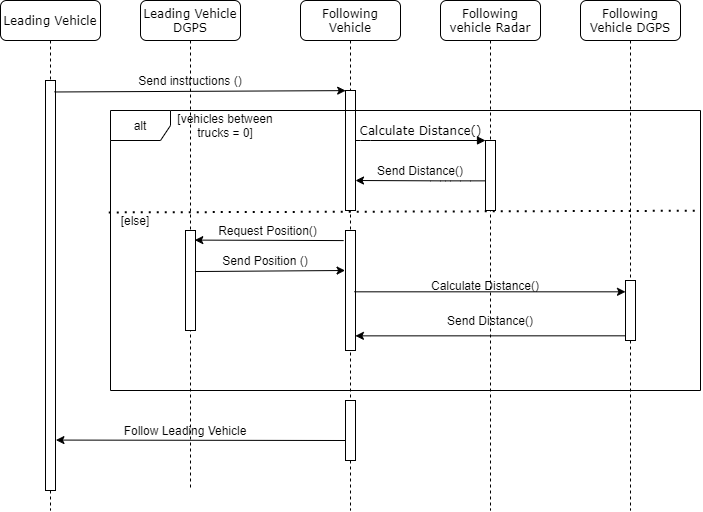 Leading Vehicle
Leading Vehicle
DGPS
Following
Vehicle
Following
vehicle Radar
Following
Vehicle DGPS
Send instructions ()
alt
[vehicles between
trucks = 0]
Calculate Distance()
Send Distance()
[else]
Request Position()
Send Position ()
Calculate Distance()
Send Distance()
Follow Leading Vehicle